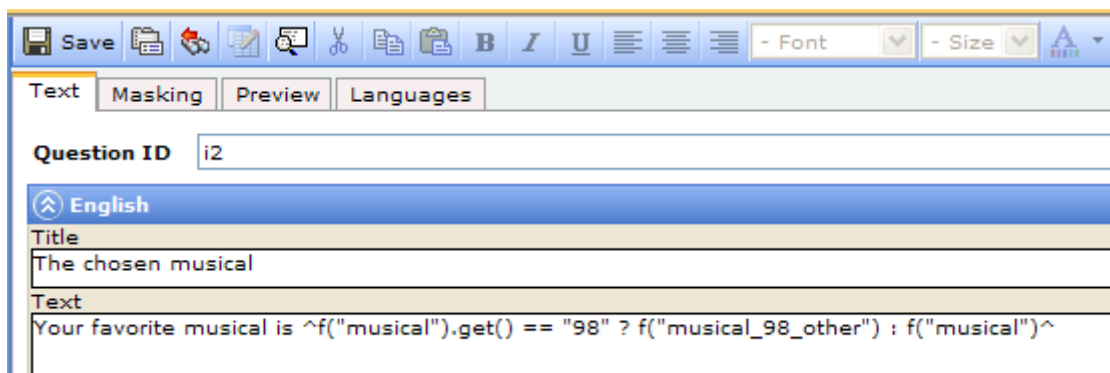 Save B I U - Font - Size A
Text Masking Preview Languages
Question ID i2
English
Title
The chosen musical
Text
Your favorite musical is ^f("musical").get() == "98" ? f("musical_98_other") : f("musical")^